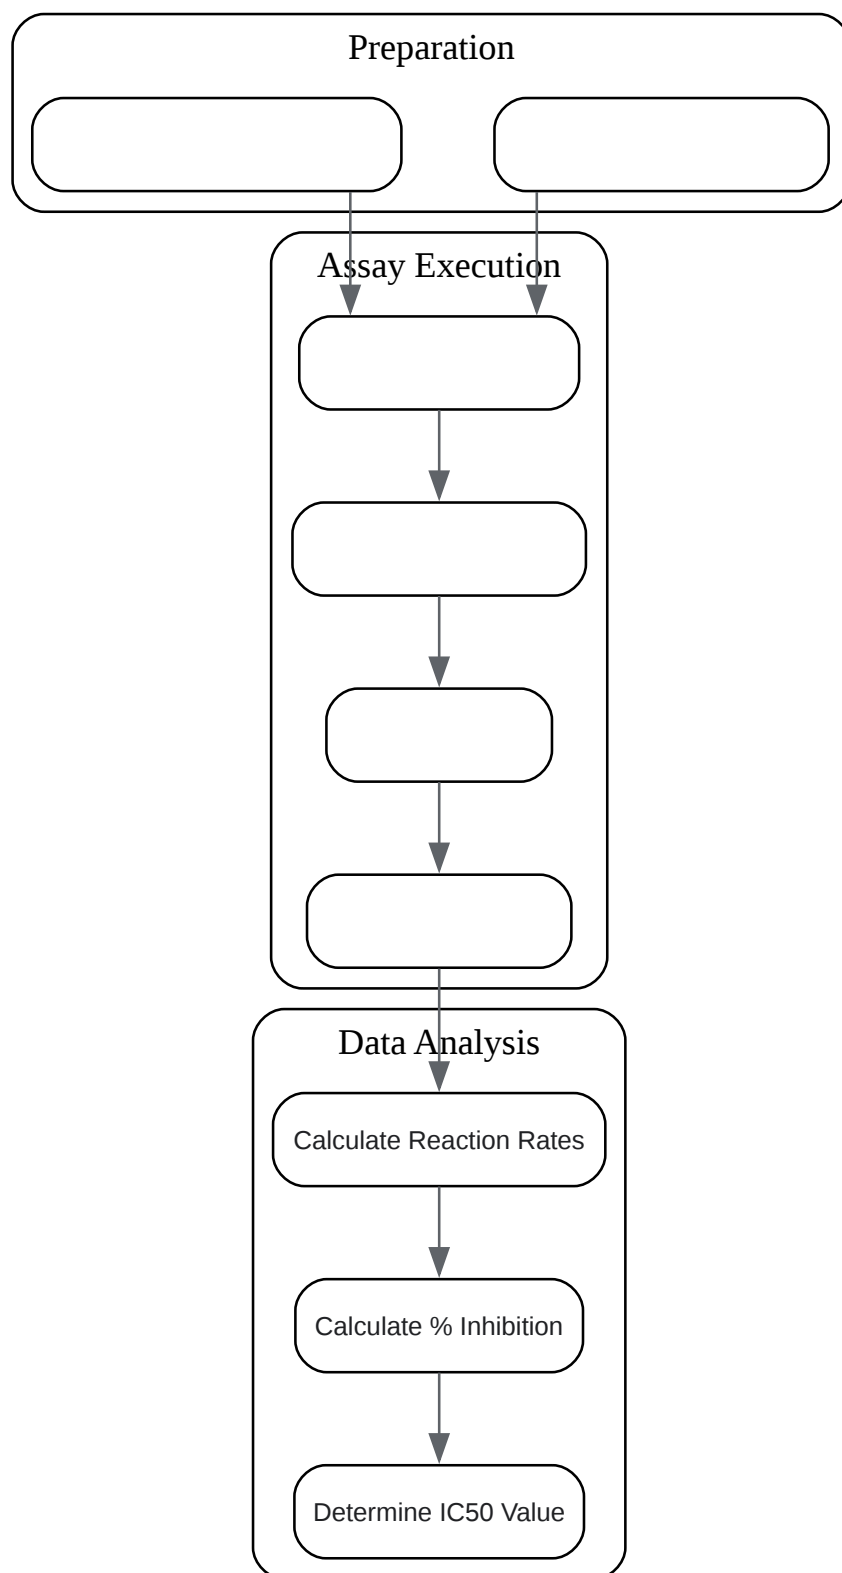 Preparation
Assay Execution
Data Analysis
Calculate Reaction Rates
Calculate % Inhibition
Determine IC50 Value